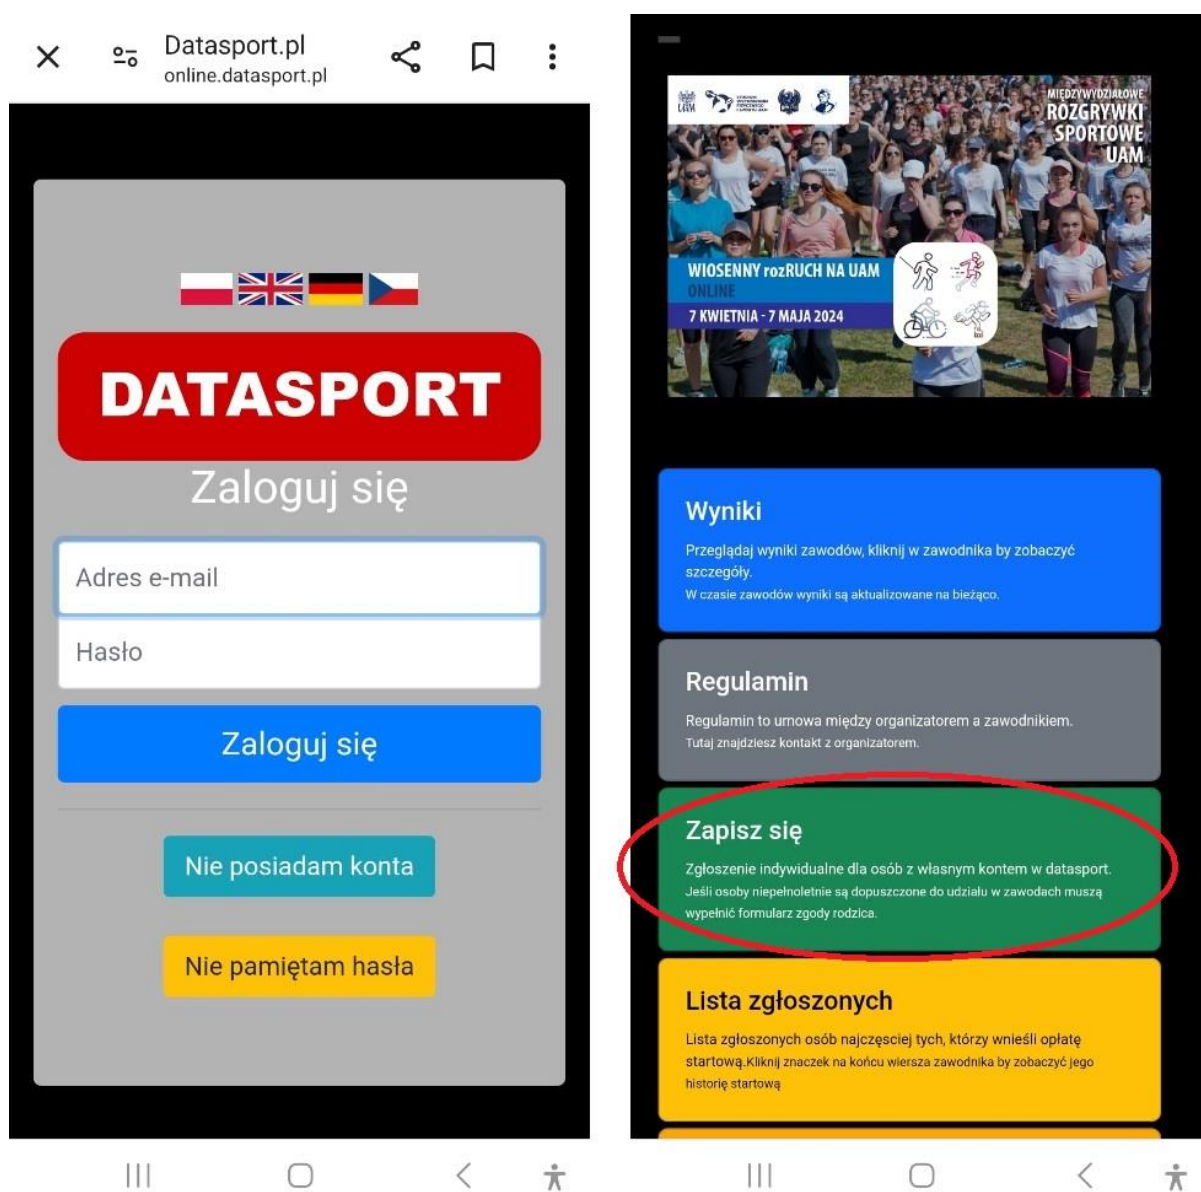 Datasport.pl
online.datasport.pl
DATASPORT
Zaloguj się
Adres e-mail
Hasło
Zaloguj się
Nie posiadam konta
Nie pamiętam hasła
UAM
MIĘDZYWYDZIAŁOWE
ROZGRYWKI
SPORTOWE
UAM
WIOSENNY rozRUCH NA UAM
ONLINE
7 KWIETNIA - 7 MAJA 2024
Wyniki
Przeglądaj wyniki zawodów, kliknij w zawodnika by zobaczyć
szczegóły.
W czasie zawodów wyniki są aktualizowane na bieżąco.
Regulamin
Regulamin to umowa między organizatorem a zawodnikiem.
Tutaj znajdziesz kontakt z organizatorem.
Zapisz się
Zgłoszenie indywidualne dla osób z własnym kontem w datasport.
Jeśli osoby niepełnoletnie są dopuszczone do udziału w zawodach muszą
wypełnić formularz zgody rodzica.
Lista zgłoszonych
Lista zgłoszonych osób najczęsciej tych, którzy wnieśli opłatę
startową.Kliknij znaczek na końcu wiersza zawodnika by zobaczyć jego
historię startową